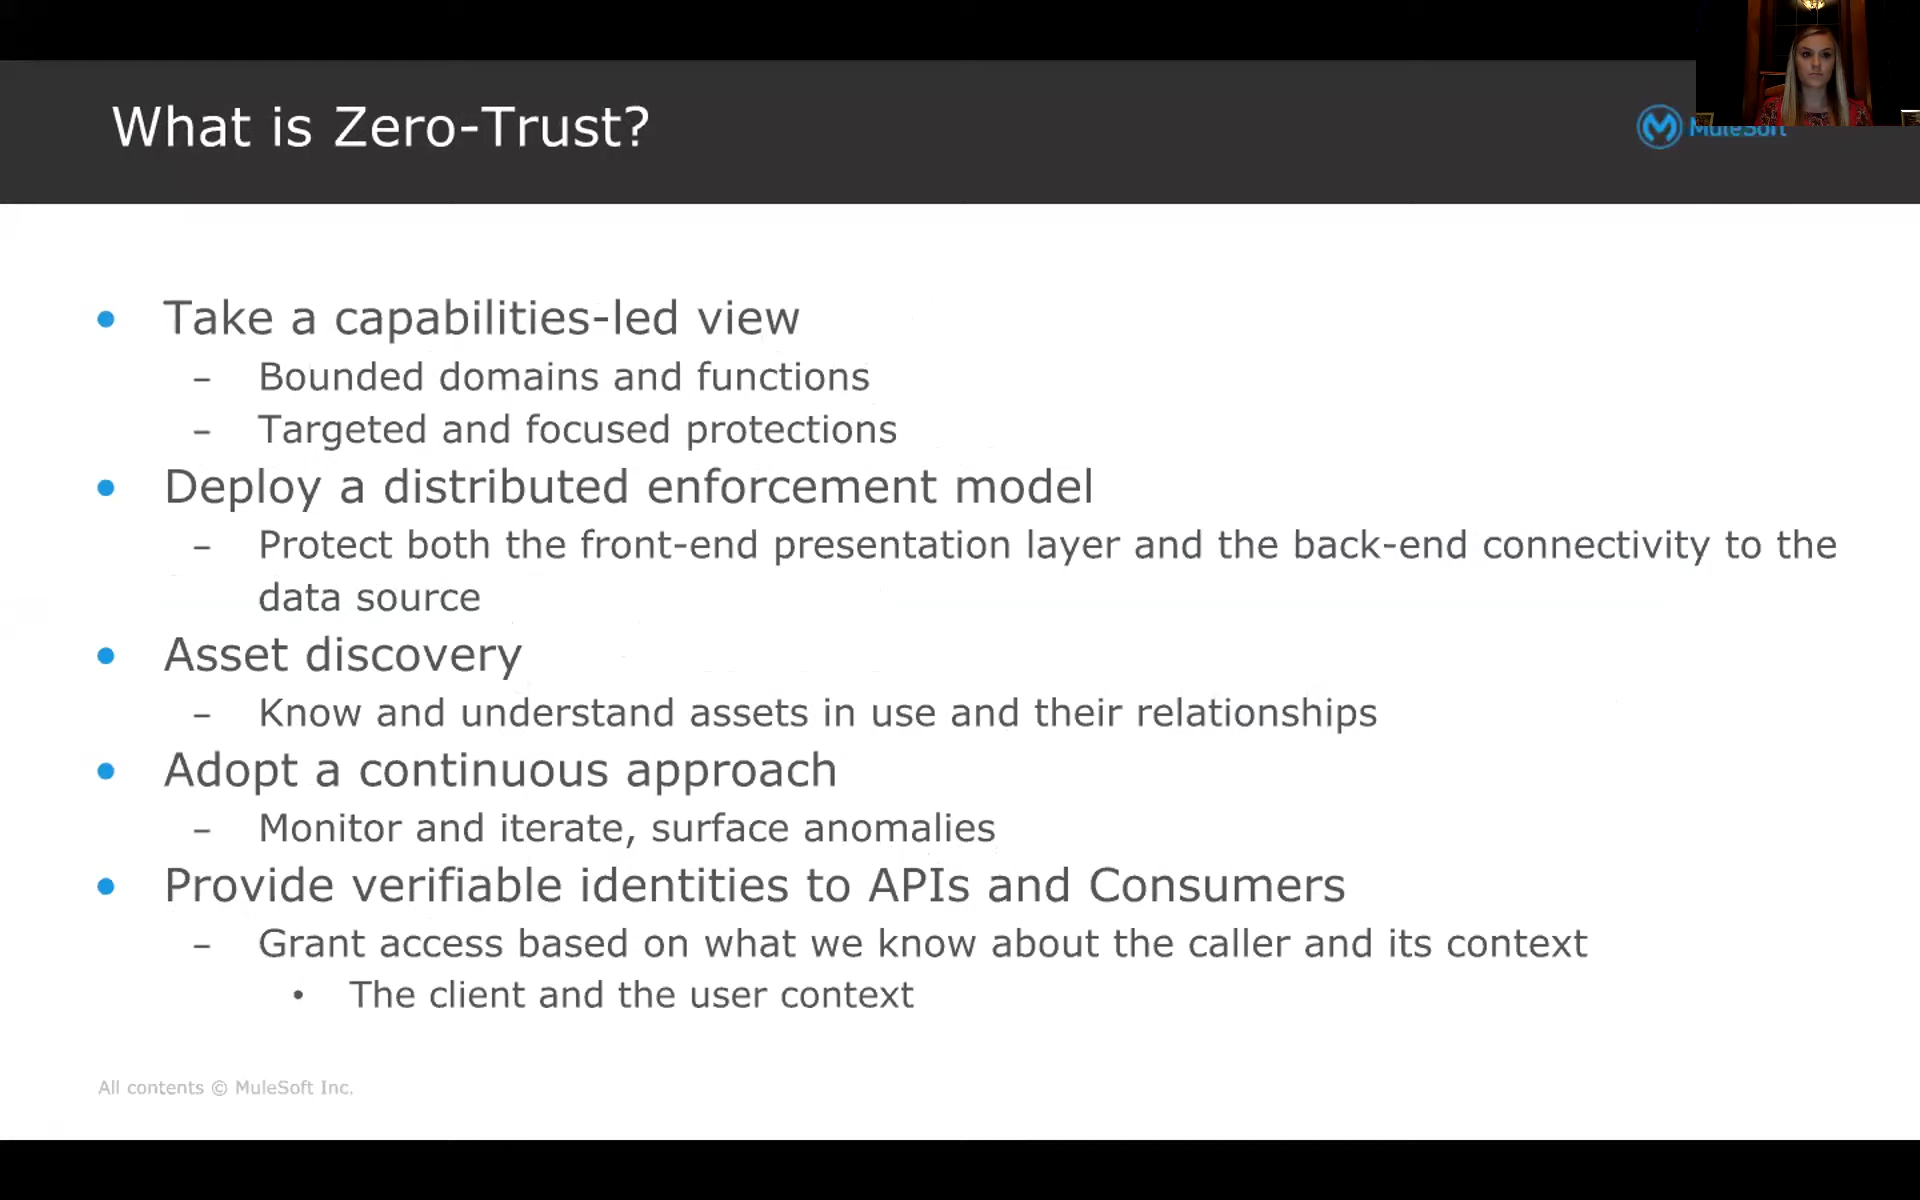 What is Zero-Trust?
MuleSoft
• Take a capabilities-led view
– Bounded domains and functions
– Targeted and focused protections
• Deploy a distributed enforcement model
– Protect both the front-end presentation layer and the back-end connectivity to the
data source
• Asset discovery
– Know and understand assets in use and their relationships
• Adopt a continuous approach
– Monitor and iterate, surface anomalies
• Provide verifiable identities to APIs and Consumers
– Grant access based on what we know about the caller and its context
• The client and the user context
All contents © MuleSoft Inc.